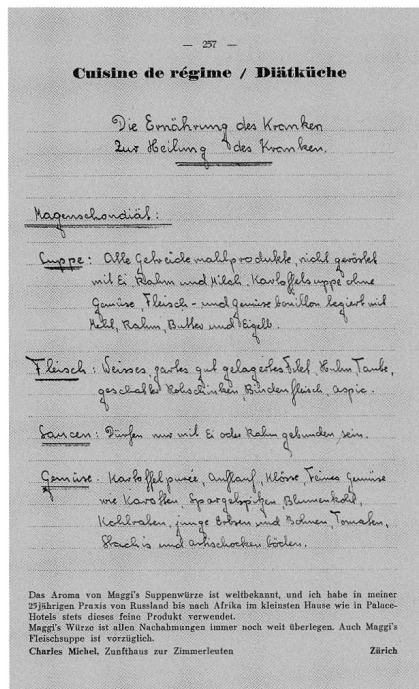 — 257 —
Cuisine de régime / Diätküche
Die Ernährung des Kranken
Zur Heilung des Kranken.
Magenschondiät:
Suppe: Alle Getreidemahlprodukte, nicht geröstet
mit Ei, Rahm und Milch. Kartoffelsuppe ohne
Gemüse, Fleisch- und gemüse bouillon legiert mit
Mehl, Rahm, Butter und Eigelb.
Fleisch: Weisses, zartes, gut gelagertes Filet, Huhn, Taube,
geschabter Rohschinken, Bündenfleisch, aspic.
Saucen: Dürfen nur mit Ei oder Rahm gebunden sein.
Gemüse: Kartoffelpurée, Auflauf, Klösse, Feines Gemüse
wie Karotten, Spargelspitzen, Blumenkohl,
Kohlraben, junge Erbsen und Bohnen, Tomaten,
Stachis und artischocken böden.
Das Aroma von Maggi's Suppenwürze ist weltbekannt, und ich habe in meiner
25jährigen Praxis von Russland bis nach Afrika im kleinsten Hause wie in Palace-
Hotels stets dieses feine Produkt verwendet.
Maggi's Würze ist allen Nachahmungen immer noch weit überlegen. Auch Maggi's
Fleischsuppe ist vorzüglich.
Charles Michel, Zunfthaus zur Zimmerleuten Zürich